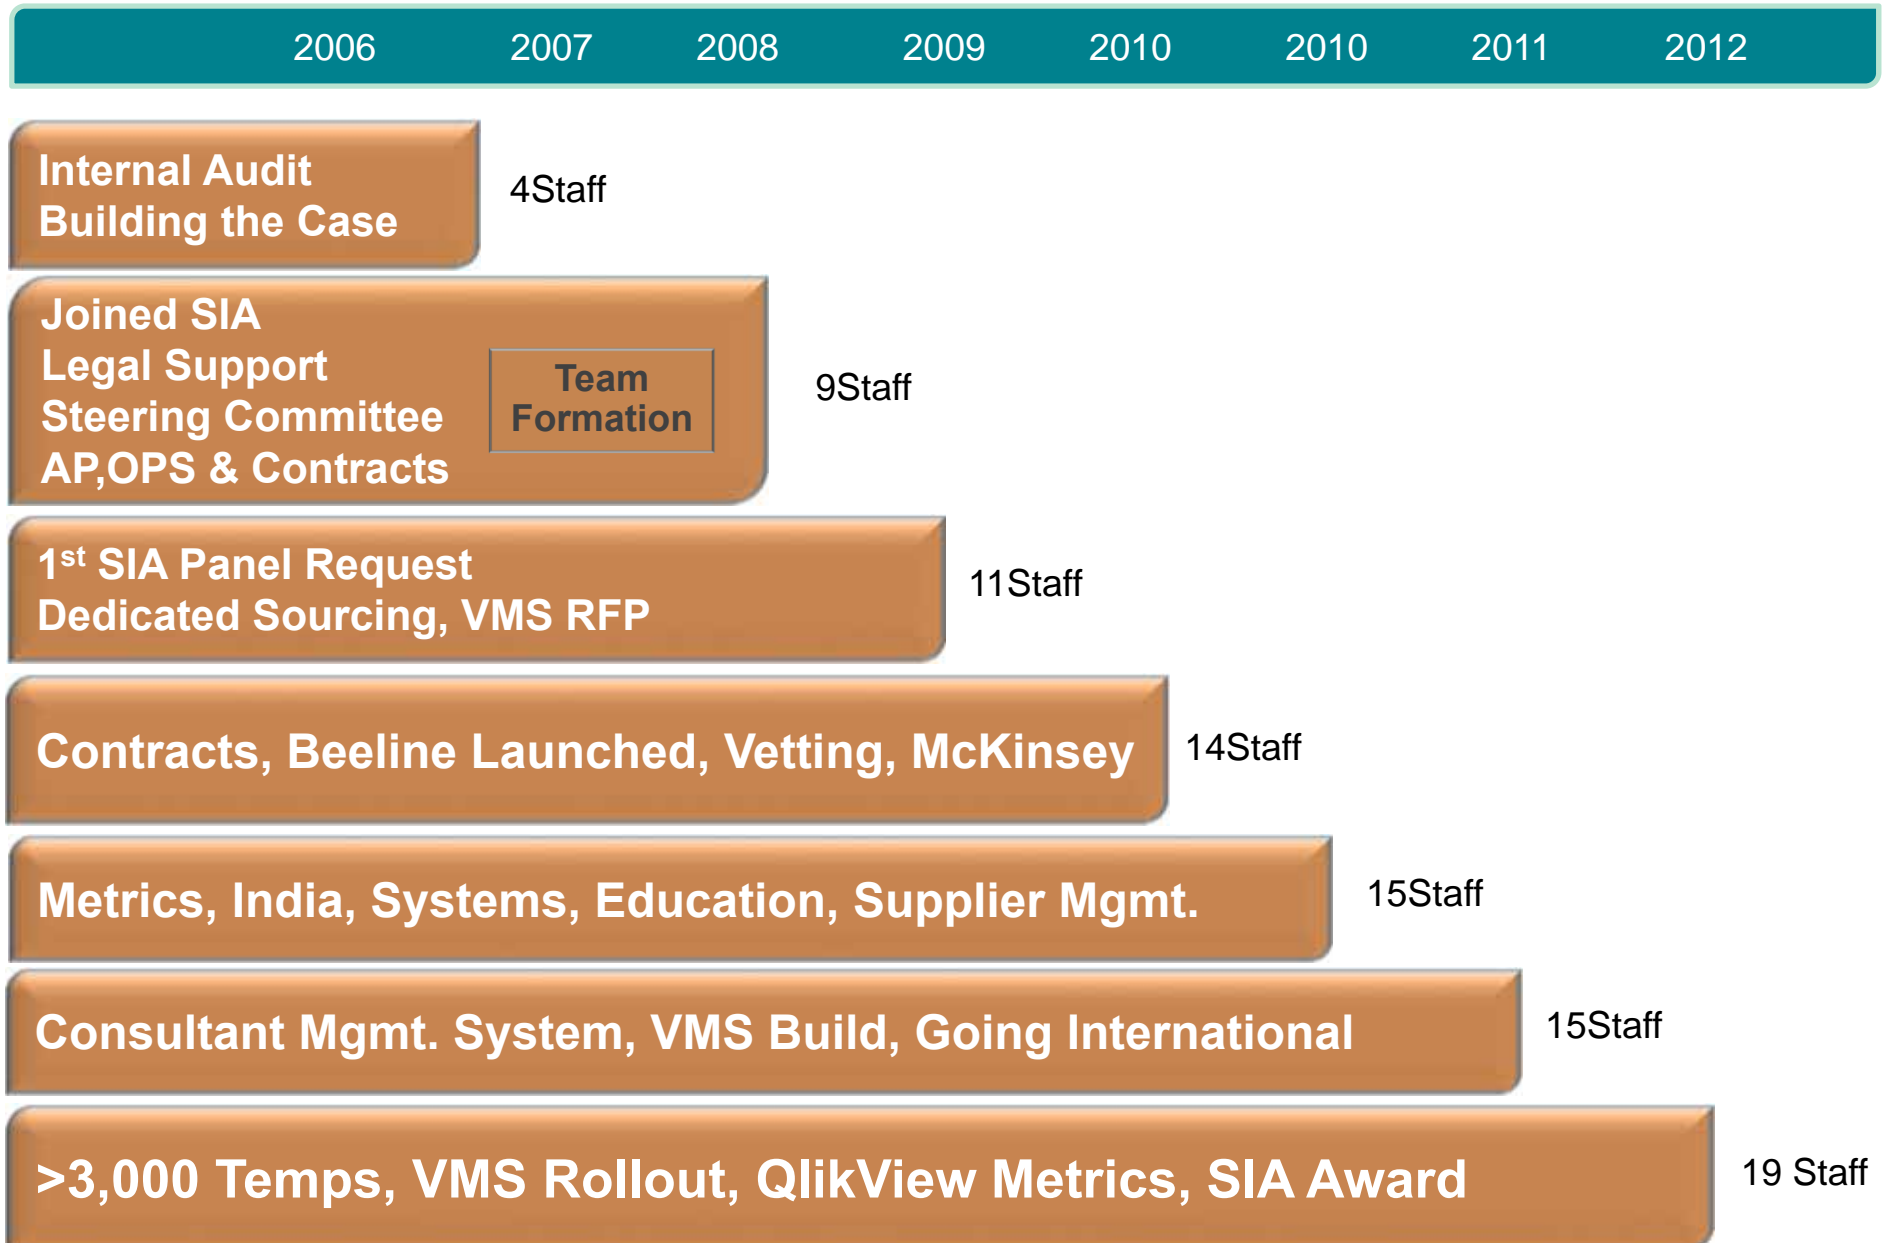 2006 2007 2008 2009 2010 2010 2011 2012
Internal Audit
Building the Case
4Staff
Joined SIA
Legal Support
Steering Committee
AP,OPS & Contracts
Team
Formation
9Staff
1st SIA Panel Request
Dedicated Sourcing, VMS RFP
11Staff
Contracts, Beeline Launched, Vetting, McKinsey
14Staff
Metrics, India, Systems, Education, Supplier Mgmt.
15Staff
Consultant Mgmt. System, VMS Build, Going International
15Staff
>3,000 Temps, VMS Rollout, QlikView Metrics, SIA Award
19 Staff